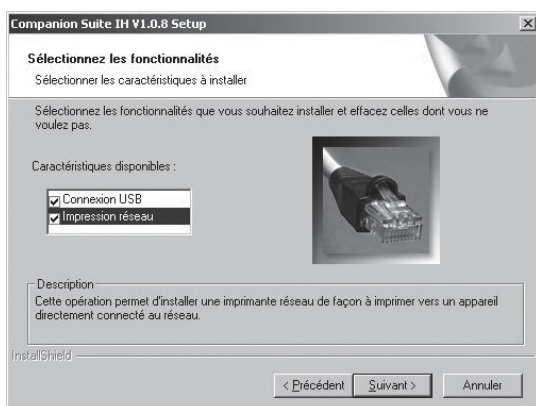 Companion Suite IH V1.0.8 Setup
Sélectionnez les fonctionnalités
Sélectionner les caractéristiques à installer
Sélectionnez les fonctionnalités que vous souhaitez installer et effacez celles dont vous ne
voulez pas.
Caractéristiques disponibles :
Connexion USB
Impression réseau
Description
Cette opération permet d'installer une imprimante réseau de façon à imprimer vers un appareil
directement connecté au réseau.
InstallShield
< Précédent
Suivant >
Annuler